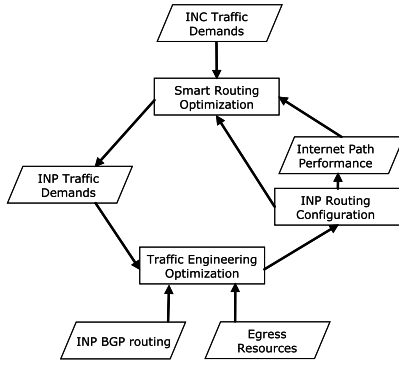 INC Traffic
Demands
Smart Routing
Optimization
Internet Path
Performance
INP Traffic
Demands
INP Routing
Configuration
Traffic Engineering
Optimization
INP BGP routing
Egress
Resources